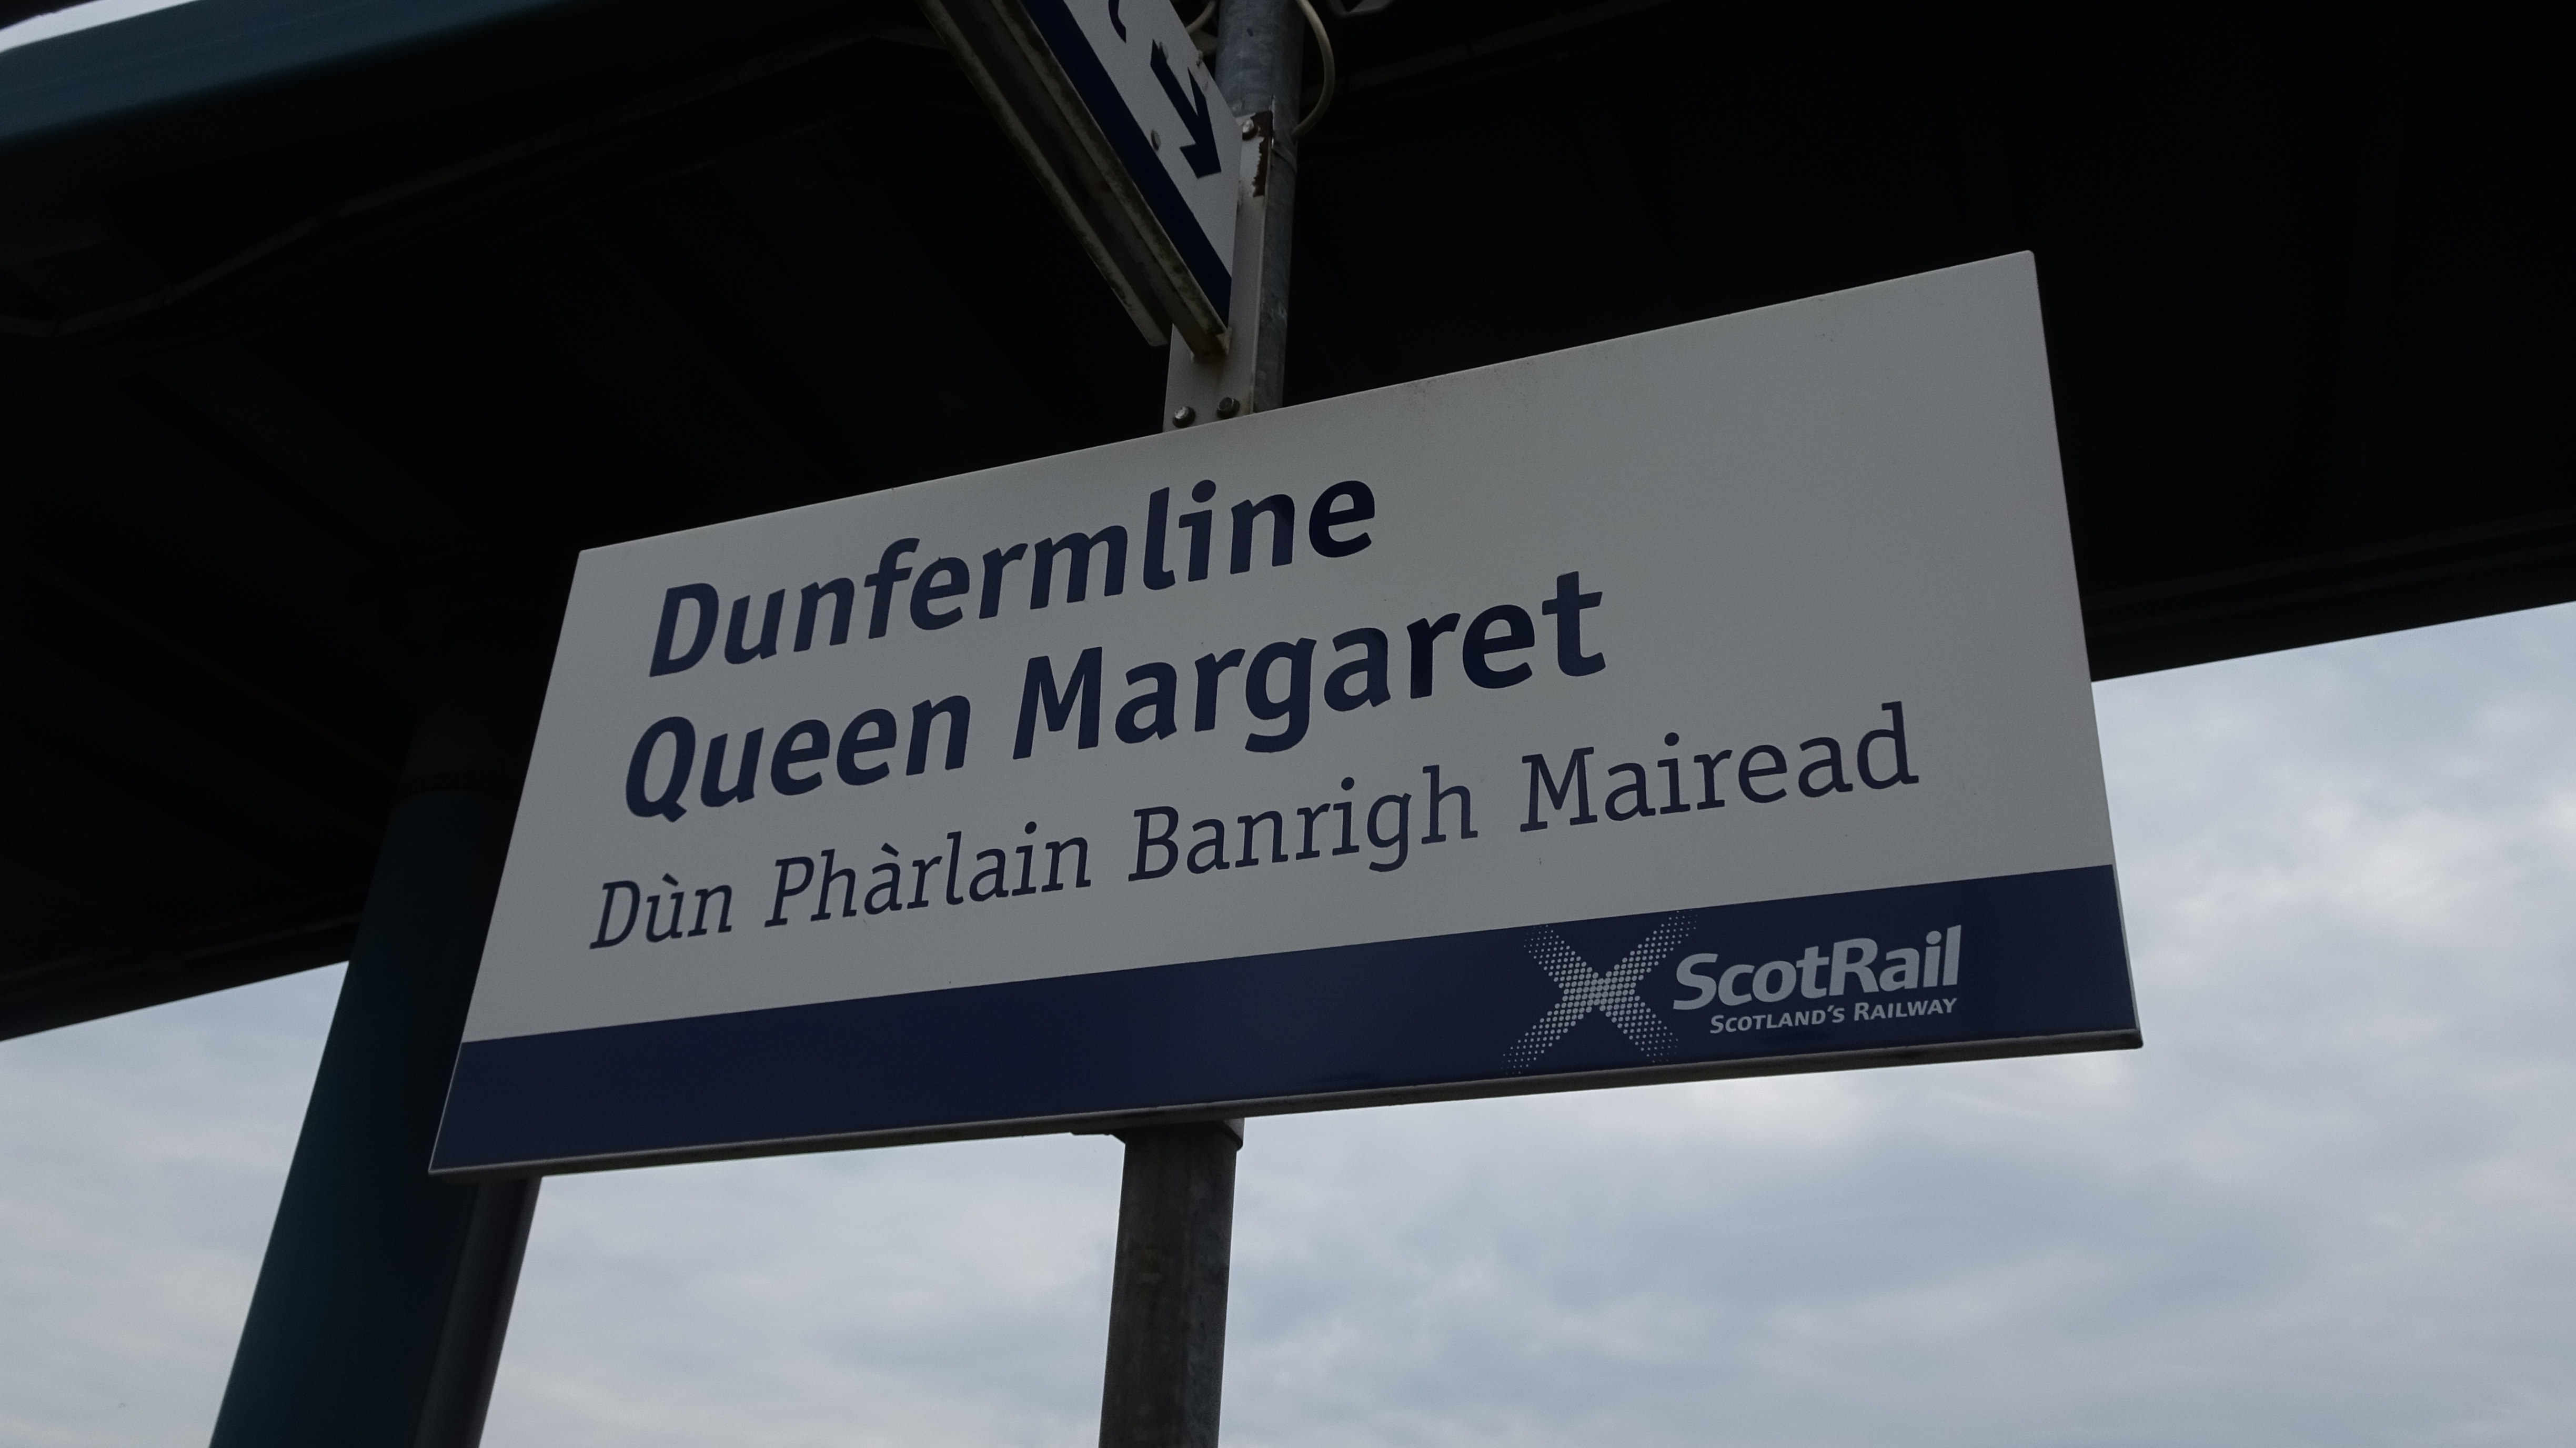 Dunfermline
Queen Margaret
Dùn Phàrlain Banrigh Mairead
ScotRail
SCOTLAND'S RAILWAY